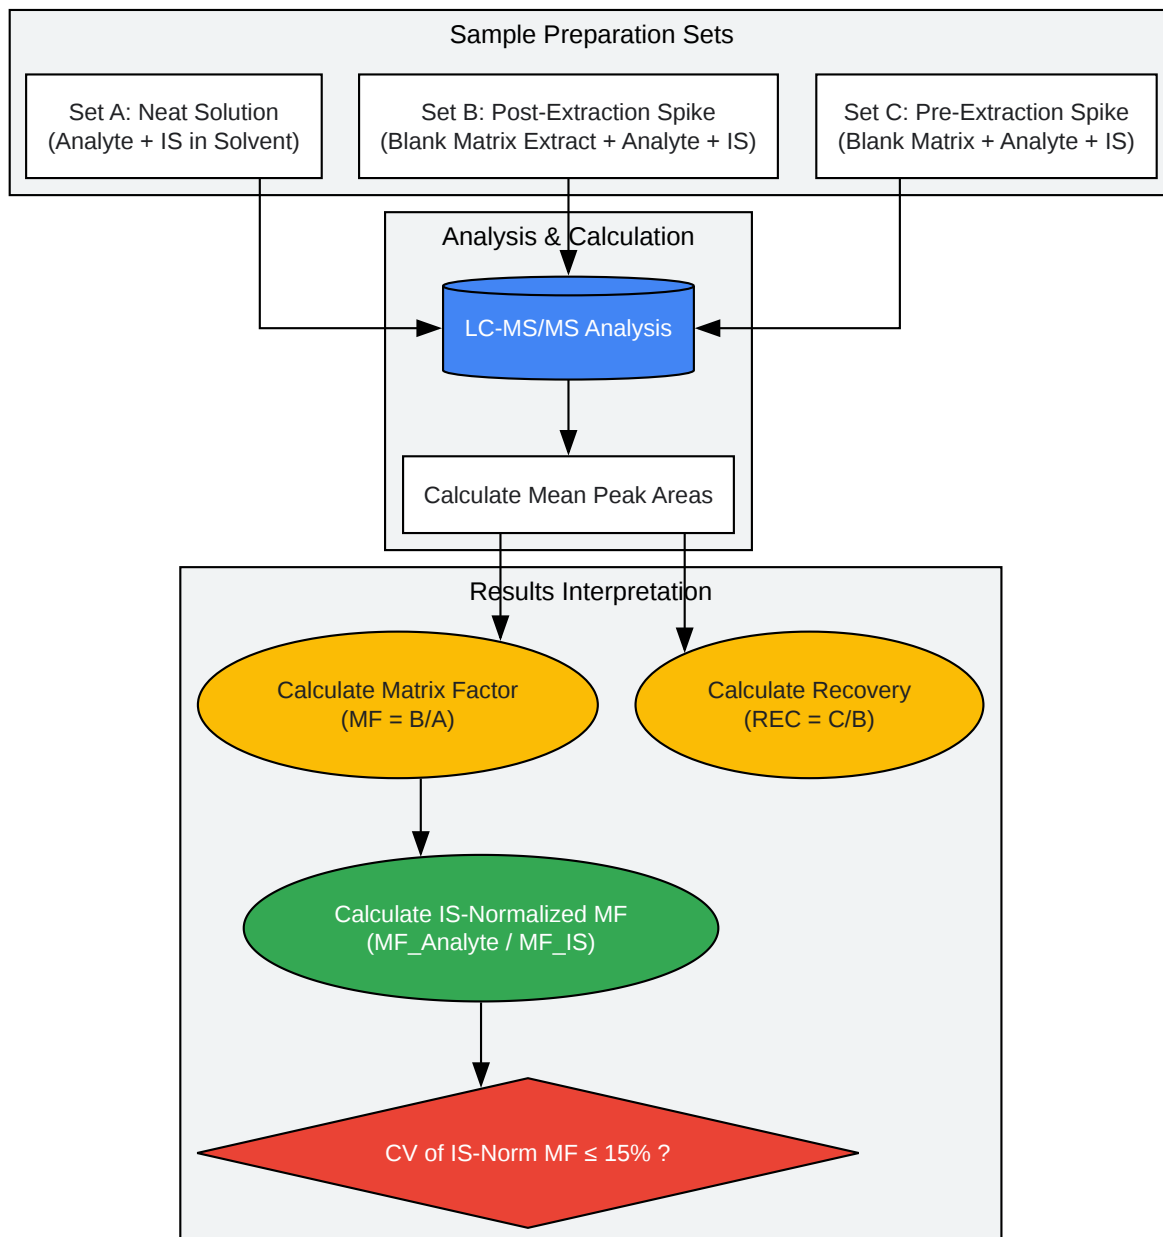 Sample Preparation Sets
Set A: Neat Solution
(Analyte + IS in Solvent)
Set B: Post-Extraction Spike
(Blank Matrix Extract + Analyte + IS)
Set C: Pre-Extraction Spike
(Blank Matrix + Analyte + IS)
Analysis & Calculation
LC-MS/MS Analysis
Calculate Mean Peak Areas
Results Interpretation
Calculate Matrix Factor
(MF = B/A)
Calculate Recovery
(REC = C/B)
Calculate IS-Normalized MF
(MF_Analyte / MF_IS)
CV of IS-Norm MF ≤ 15% ?